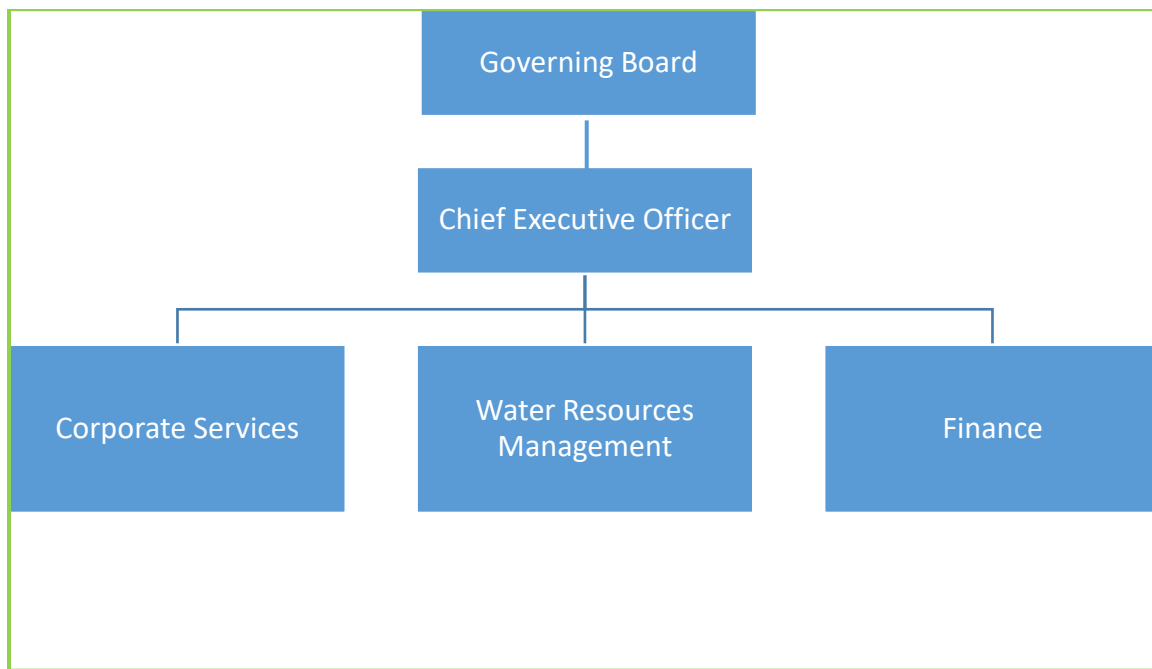 Governing Board
Chief Executive Officer
Corporate Services
Water Resources
Management
Finance